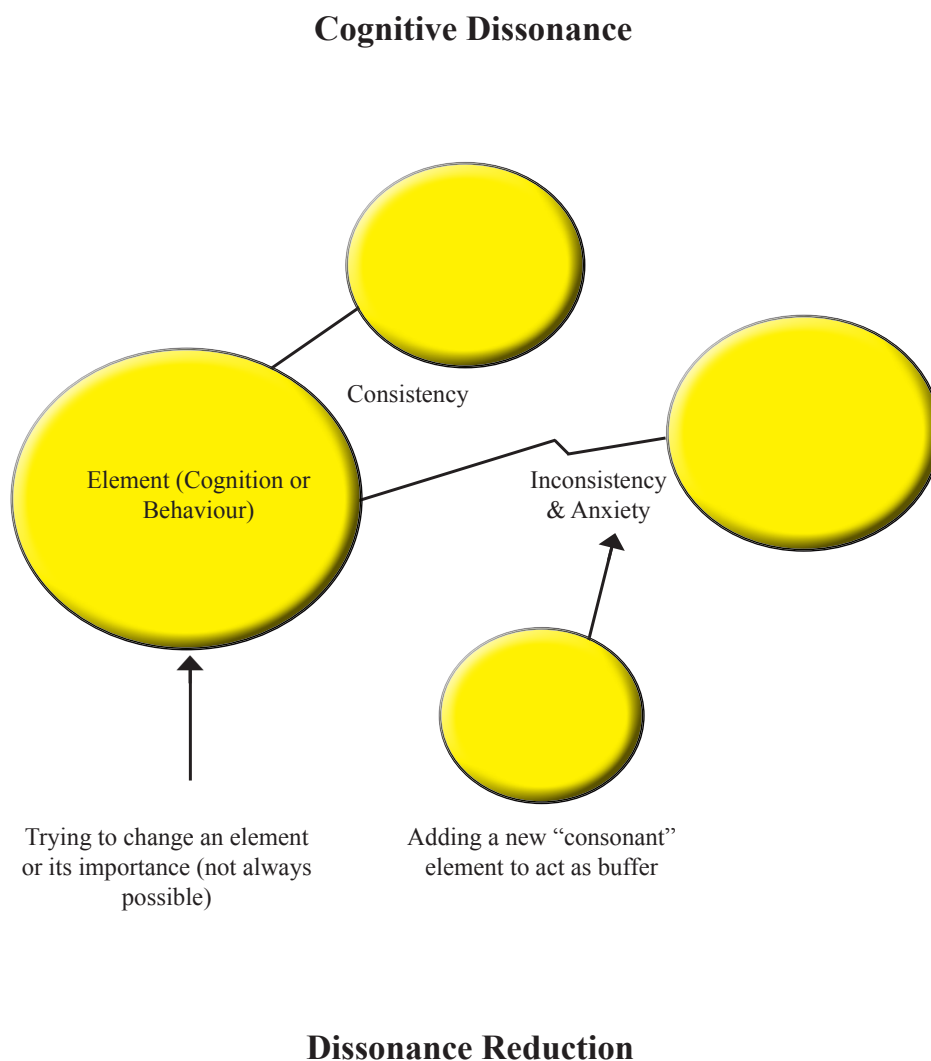 Cognitive Dissonance
Consistency
Element (Cognition or
Behaviour)
Inconsistency
& Anxiety
Trying to change an element
or its importance (not always
possible)
Adding a new “consonant”
element to act as buffer
Dissonance Reduction